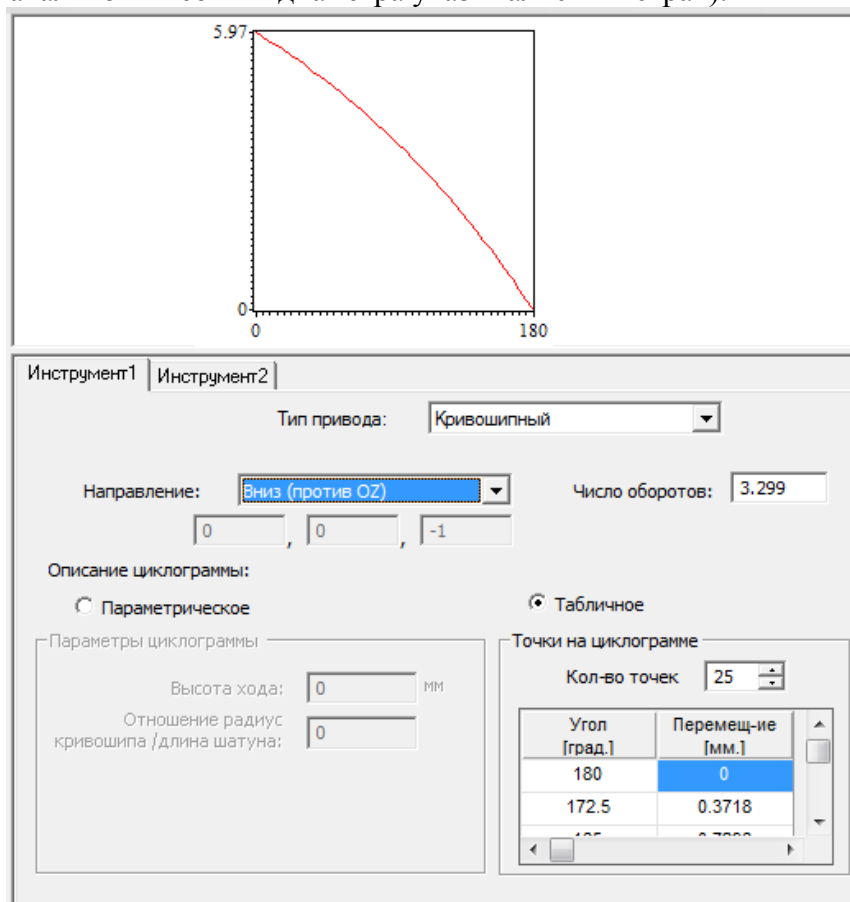 5.97
0
0 180
Инструмент1 Инструмент2
Тип привода: Кривошипный
Направление: Вниз (против OZ) Число оборотов: 3.299
0 , 0 , -1
Описание циклограммы:
Параметрическое Табличное
Параметры циклограммы Точки на циклограмме
Высота хода: 0 мм Кол-во точек 25
Отношение радиус кривошипа /длина шатуна: 0
Угол [град.] Перемещ-ие [мм.]
180 0
172.5 0.3718